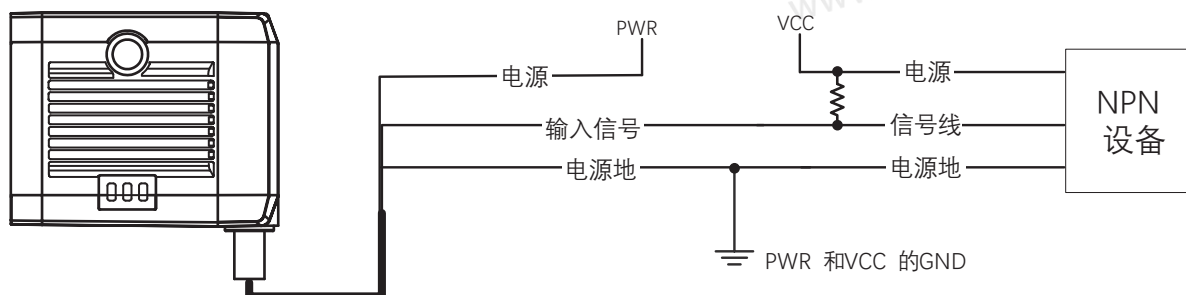 PWR
VCC
电源
电源
输入信号
信号线
电源地
电源地
NPN
设备
PWR 和VCC 的GND